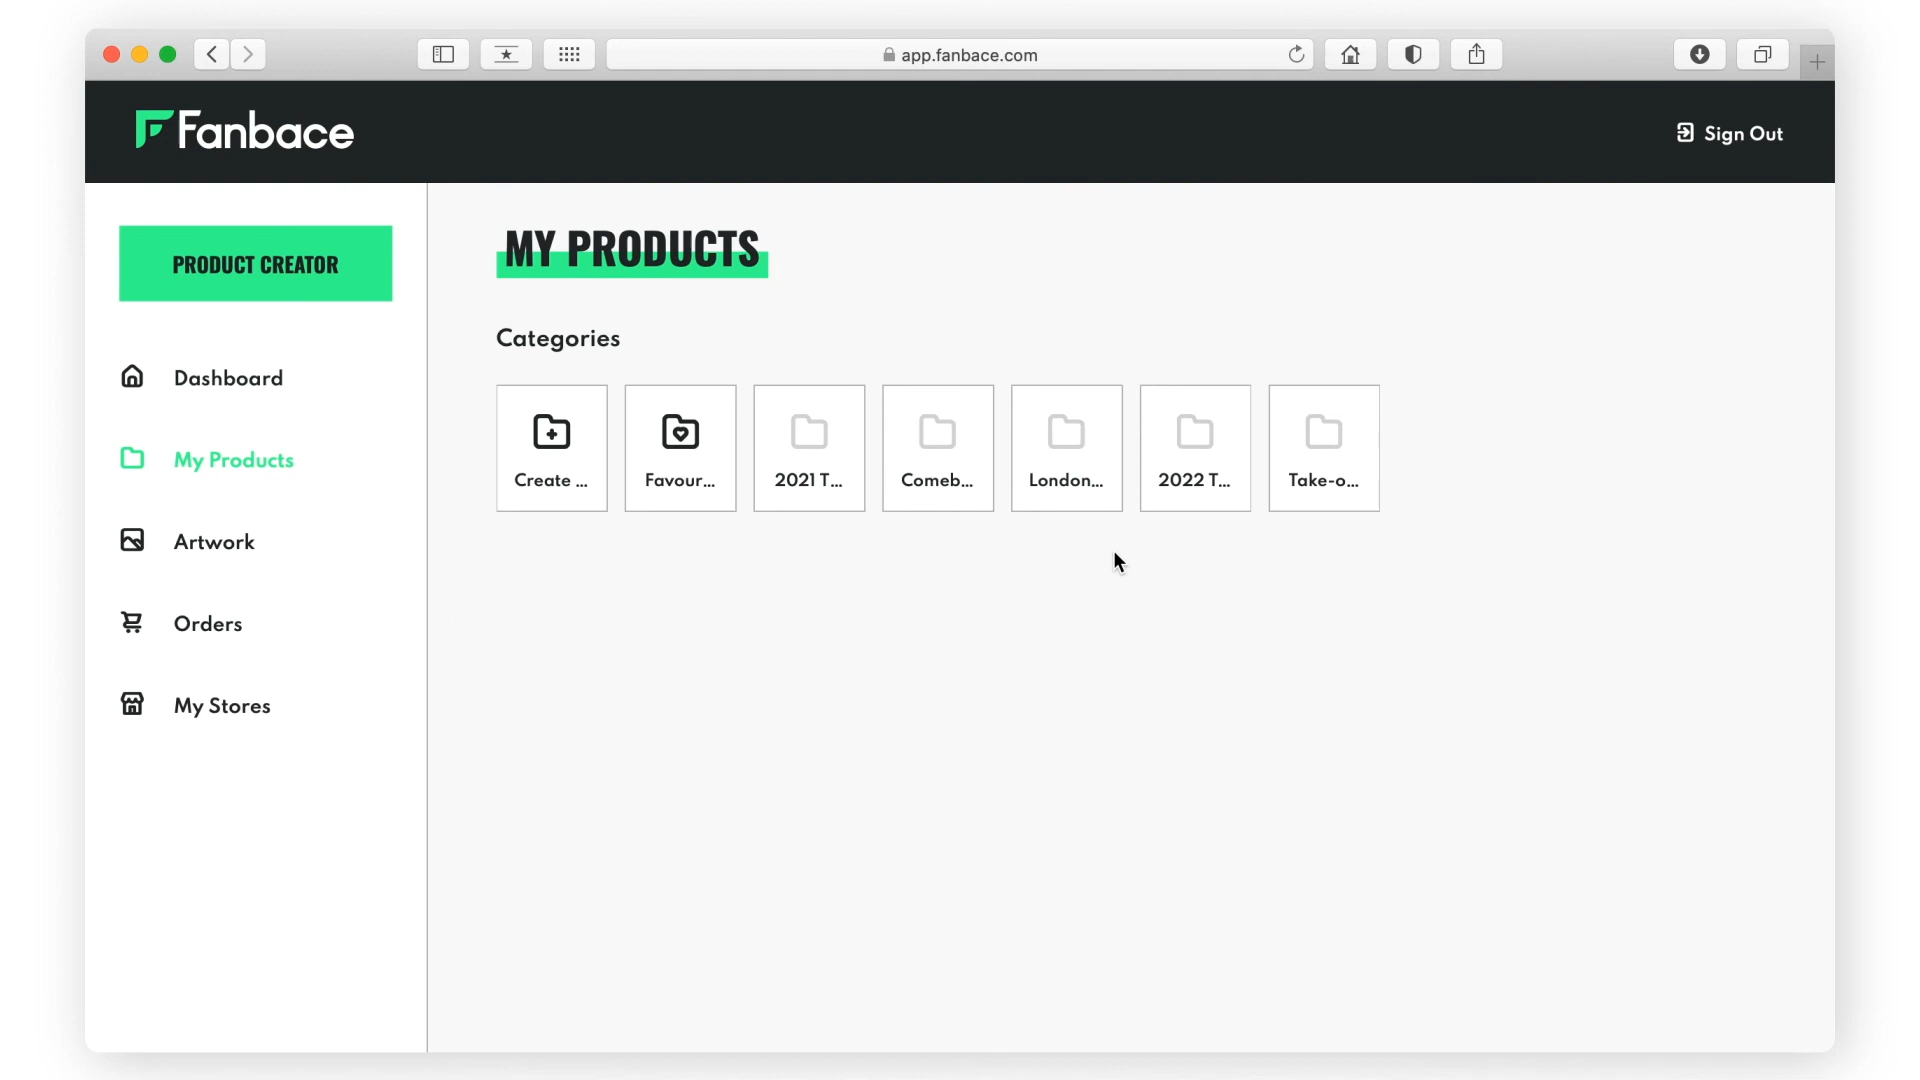 app.fanbace.com
Fanbace
Sign Out
PRODUCT CREATOR
Dashboard
My Products
Artwork
Orders
My Stores
MY PRODUCTS
Categories
Create ...
Favour...
2021 T...
Comeb...
London...
2022 T...
Take-o...